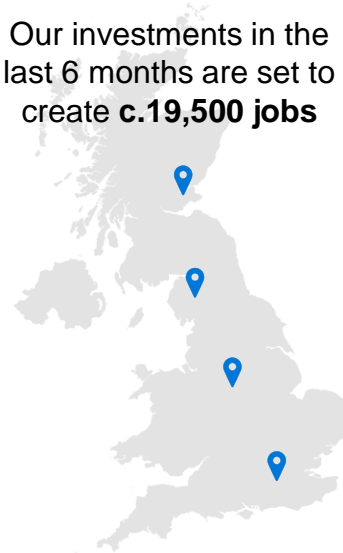 Our investments in the
last 6 months are set to
create c.19,500 jobs